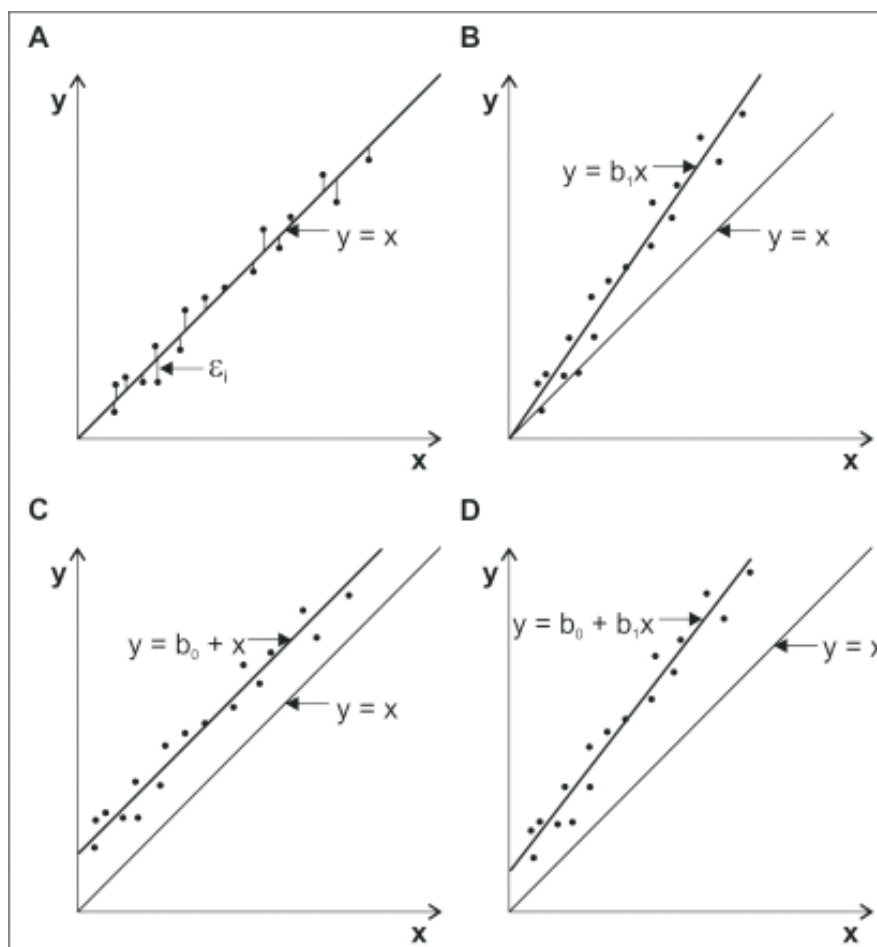 A
y
y = x
εi
x
B
y
y = b₁x
y = x
x
C
y
y = b₀ + x
y = x
x
D
y
y = b₀ + b₁x
y = x
x